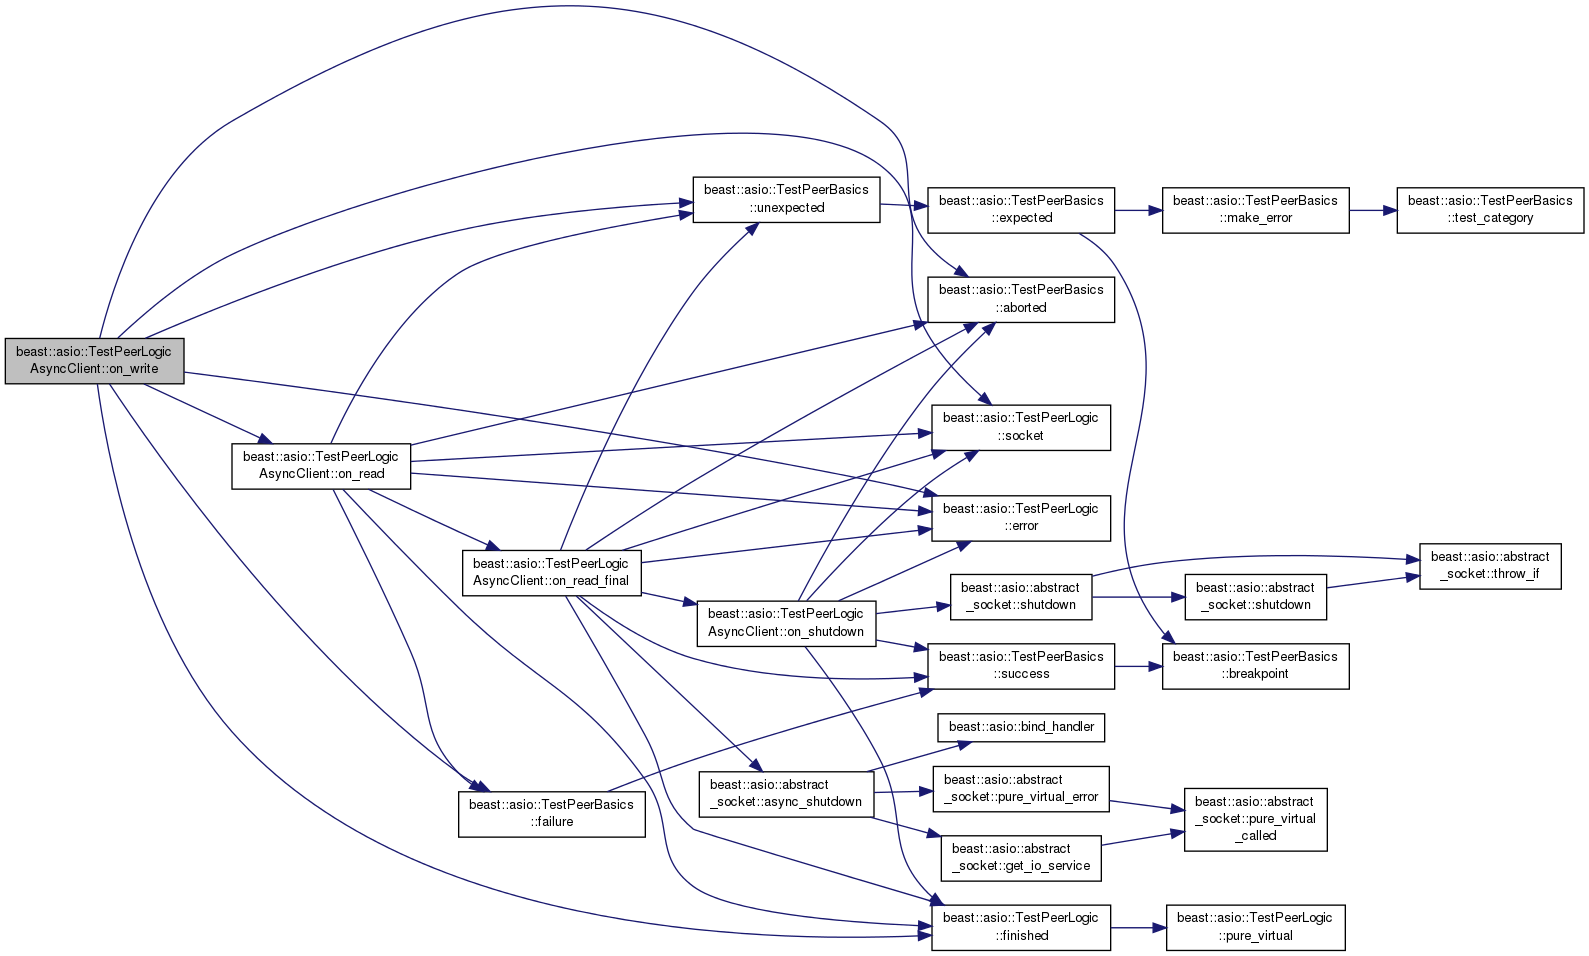 beast::asio::TestPeerLogic
AsyncClient::on_write
beast::asio::TestPeerLogic
AsyncClient::on_read
beast::asio::TestPeerLogic
AsyncClient::on_read_final
beast::asio::TestPeerBasics
::failure
beast::asio::TestPeerBasics
::unexpected
beast::asio::TestPeerLogic
AsyncClient::on_shutdown
beast::asio::abstract
_socket::async_shutdown
beast::asio::TestPeerBasics
::expected
beast::asio::TestPeerBasics
::aborted
beast::asio::TestPeerLogic
::socket
beast::asio::TestPeerLogic
::error
beast::asio::abstract
_socket::shutdown
beast::asio::TestPeerBasics
::success
beast::asio::bind_handler
beast::asio::abstract
_socket::pure_virtual_error
beast::asio::abstract
_socket::get_io_service
beast::asio::TestPeerLogic
::finished
beast::asio::TestPeerBasics
::make_error
beast::asio::abstract
_socket::shutdown
beast::asio::TestPeerBasics
::breakpoint
beast::asio::abstract
_socket::pure_virtual
_called
beast::asio::TestPeerLogic
::pure_virtual
beast::asio::TestPeerBasics
::test_category
beast::asio::abstract
_socket::throw_if